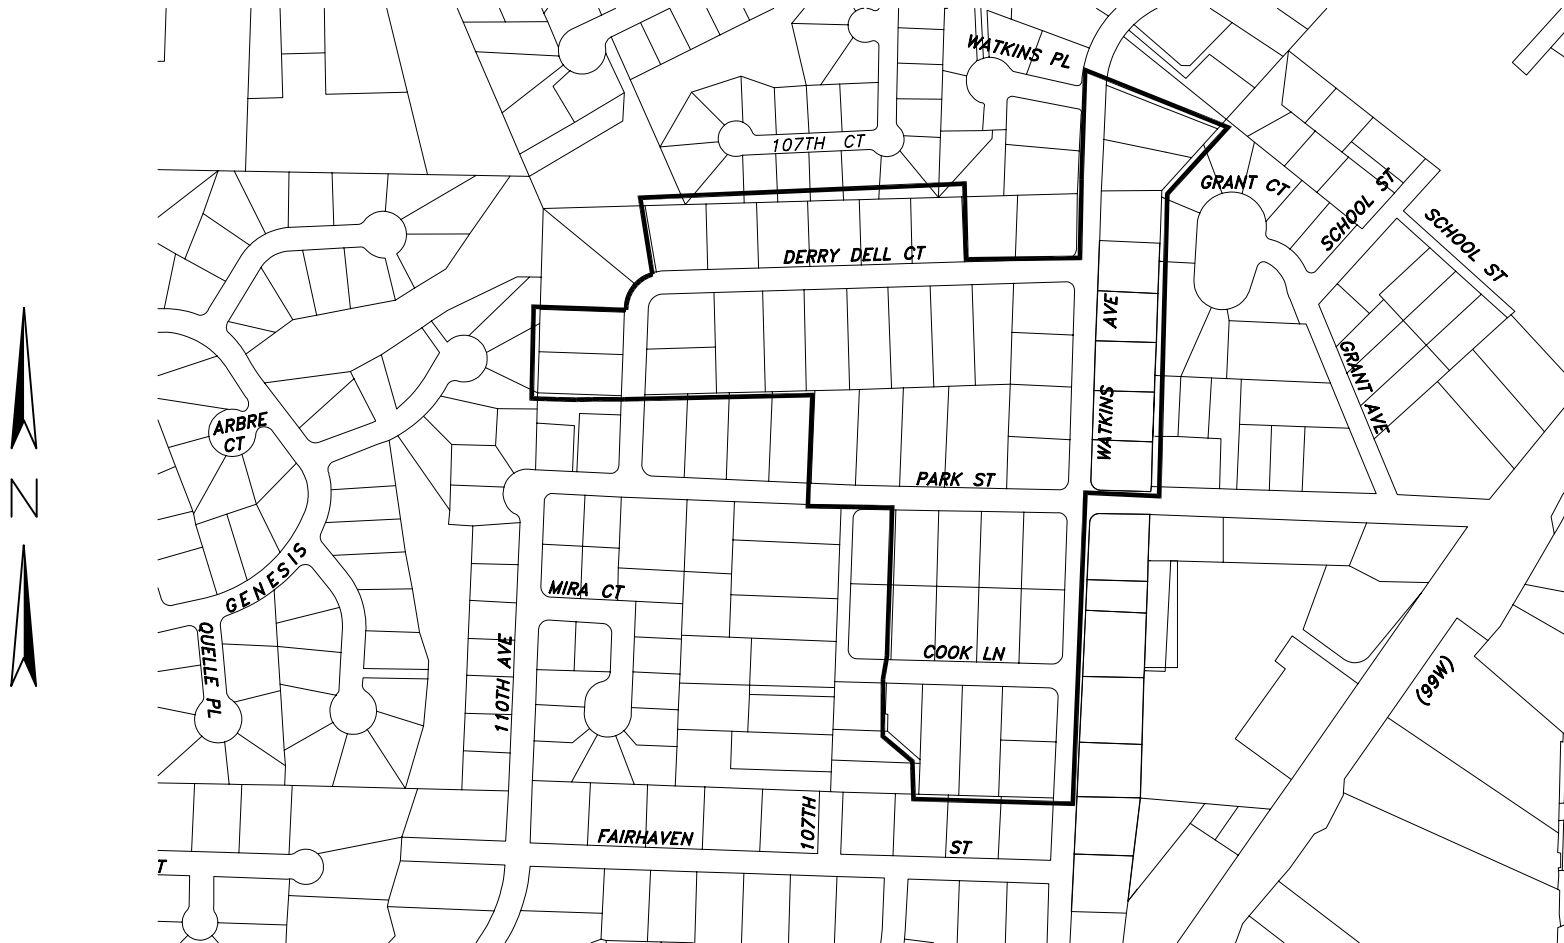 WATKINS PL
107TH CT
GRANT CT
SCHOOL ST
SCHOOL ST
DERRY DELL CT
WATKINS AVE
GRANT AVE
ARBRE
CT
N
PARK ST
GENESIS
MIRA CT
QUELLE PL
110TH AVE
COOK LN
(99W)
107TH
FAIRHAVEN ST
T